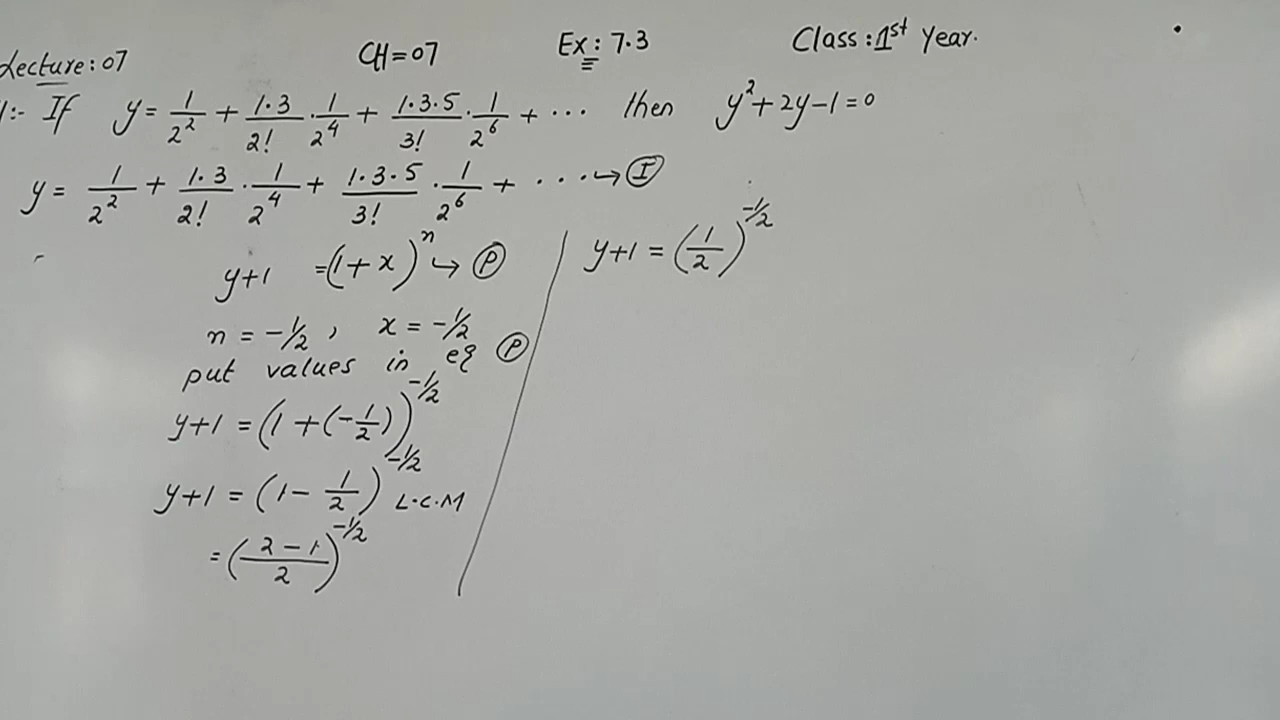 Lecture: 07 CH=07 Ex: 7.3 Class: 1st Year.
1:- If y = 1/2² + 1·3/2! · 1/2⁴ + 1·3·5/3! · 1/2⁶ + ··· then y² + 2y - 1 = 0
y = 1/2² + 1·3/2! · 1/2⁴ + 1·3·5/3! · 1/2⁶ + ··· → Ⓘ
y+1 = (1 + x)ⁿ → Ⓟ
n = -1/2 , x = -1/2
put values in eq Ⓟ
y+1 = (1 + (-1/2))^(-1/2)
y+1 = (1 - 1/2)^(-1/2) L.C.M
= ((2 - 1)/2)^(-1/2)
y+1 = (1/2)^(-1/2)